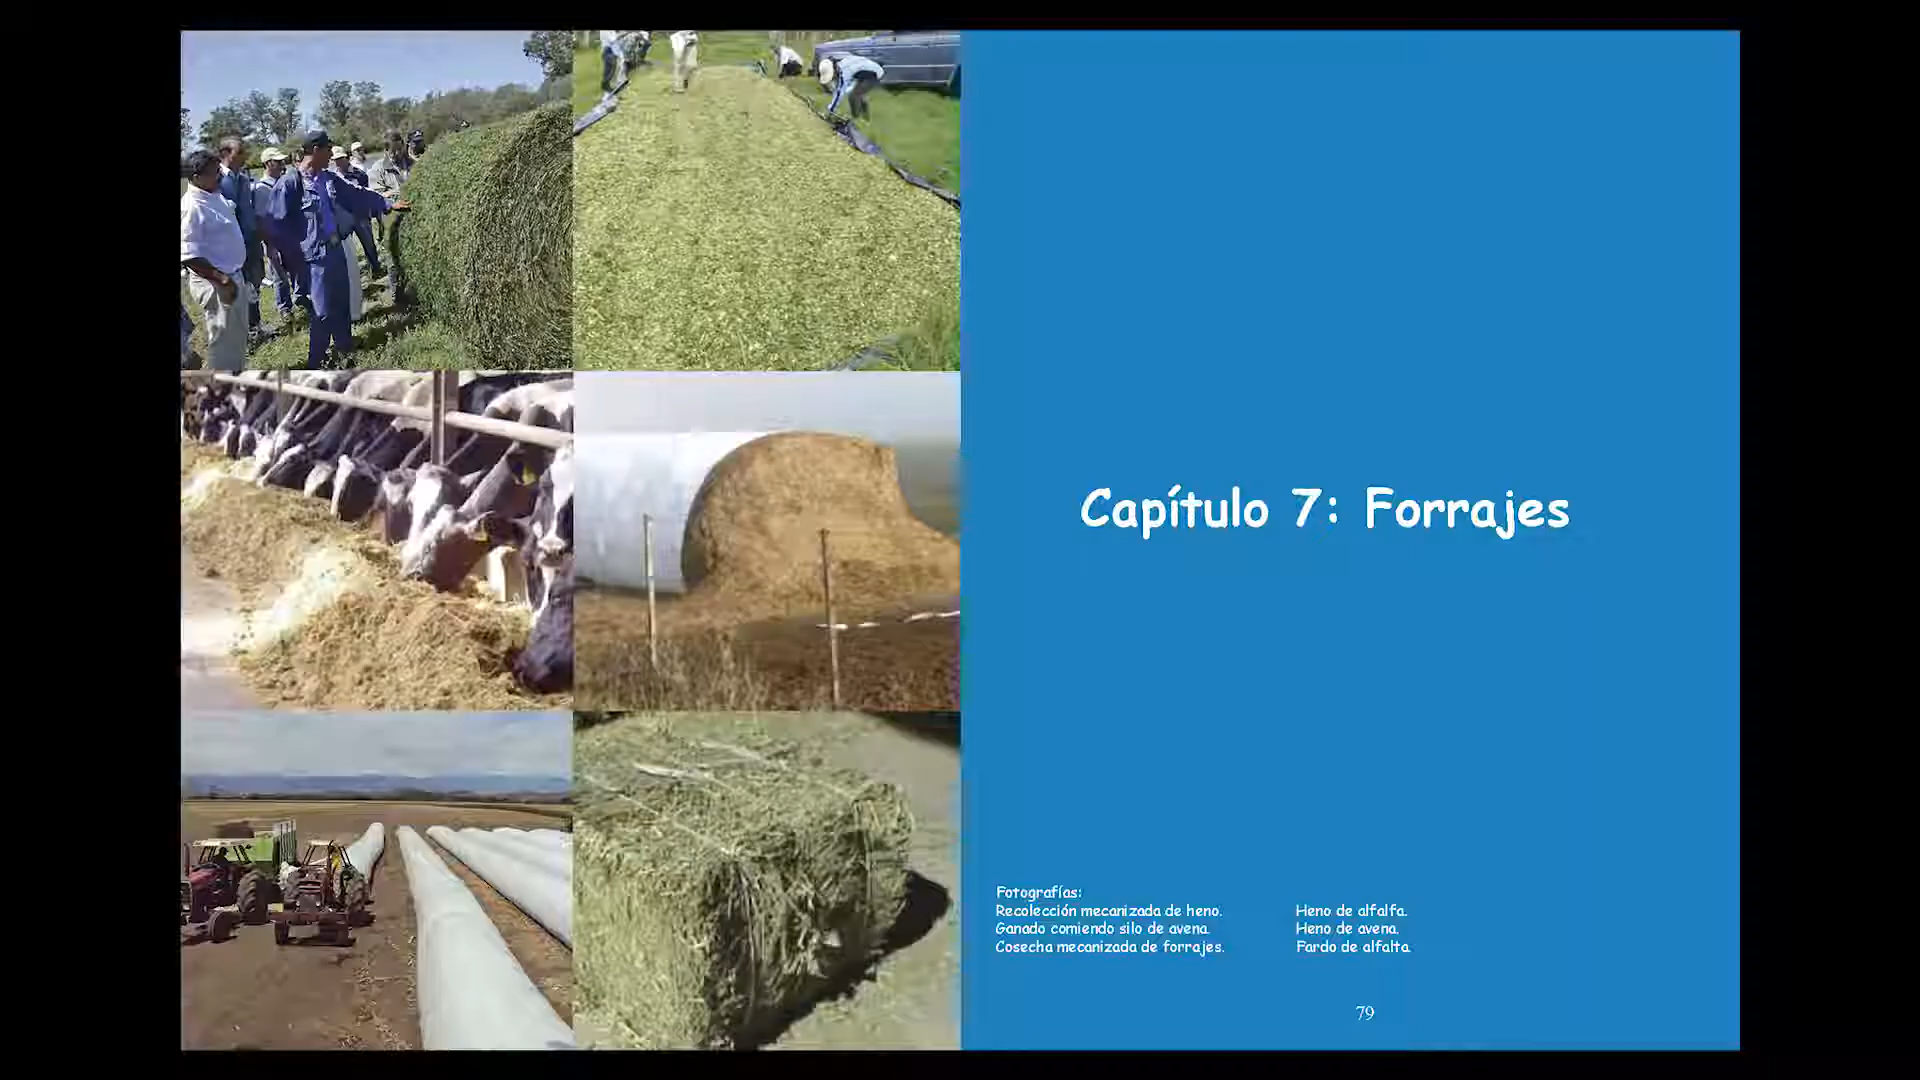 Capítulo 7: Forrajes
Fotografías:
Recolección mecanizada de heno.
Ganado comiendo silo de avena.
Cosecha mecanizada de forrajes.
Heno de alfalfa.
Heno de avena.
Fardo de alfalta.
79